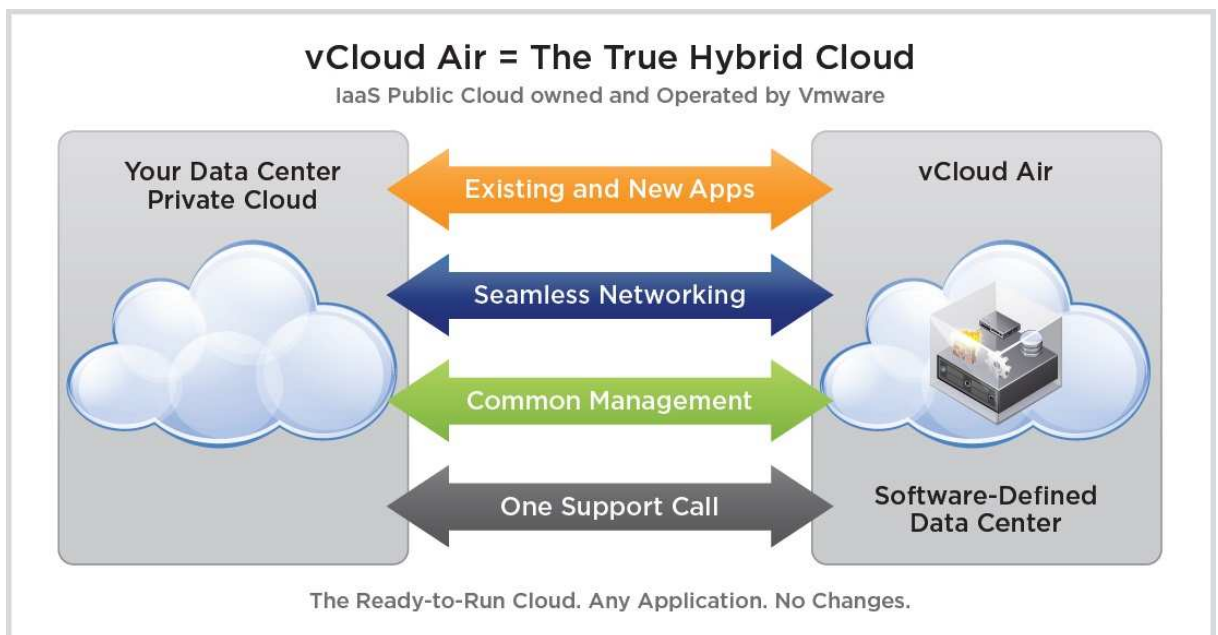 vCloud Air = The True Hybrid Cloud
IaaS Public Cloud owned and Operated by Vmware
Your Data Center
Private Cloud
vCloud Air
Existing and New Apps
Seamless Networking
Common Management
One Support Call
Software-Defined
Data Center
The Ready-to-Run Cloud. Any Application. No Changes.